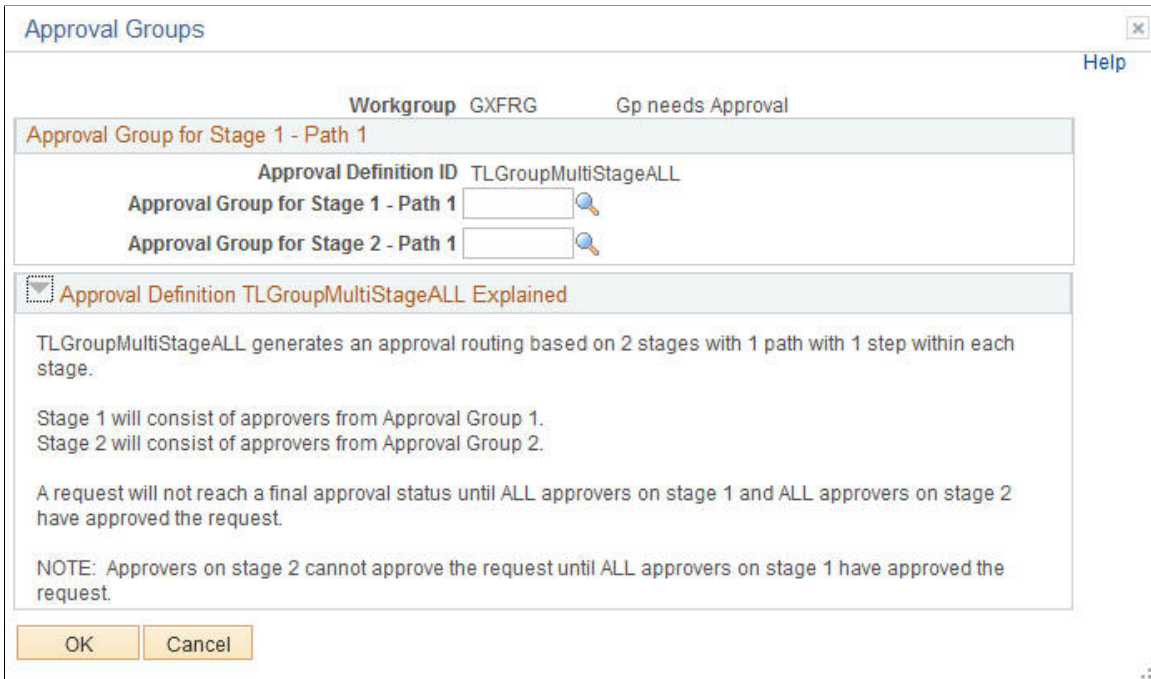 Approval Groups
Help
Workgroup GXFRG Gp needs Approval
Approval Group for Stage 1 - Path 1
Approval Definition ID TLGroupMultiStageALL
Approval Group for Stage 1 - Path 1
Approval Group for Stage 2 - Path 1
Approval Definition TLGroupMultiStageALL Explained
TLGroupMultiStageALL generates an approval routing based on 2 stages with 1 path with 1 step within each
stage.
Stage 1 will consist of approvers from Approval Group 1.
Stage 2 will consist of approvers from Approval Group 2.
A request will not reach a final approval status until ALL approvers on stage 1 and ALL approvers on stage 2
have approved the request.
NOTE: Approvers on stage 2 cannot approve the request until ALL approvers on stage 1 have approved the
request.
OK Cancel